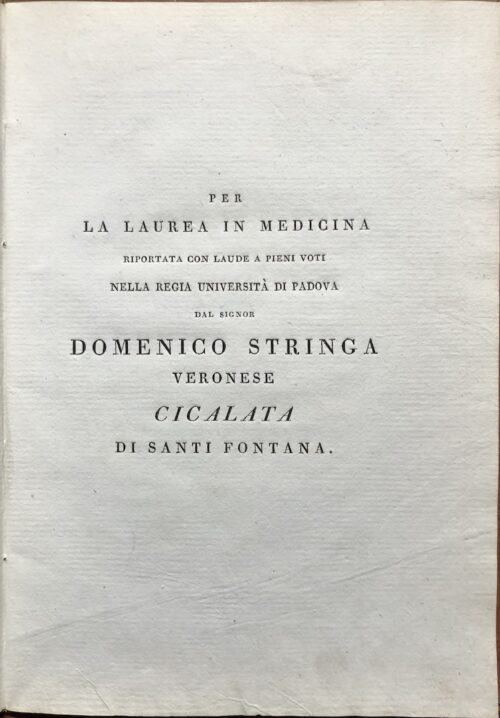 PER
LA LAUREA IN MEDICINA
RIPORTATA CON LAUDE A PIENI VOTI
NELLA REGIA UNIVERSITÀ DI PADOVA
DAL SIGNOR
DOMENICO STRINGA
VERONESE
CICALATA
DI SANTI FONTANA.